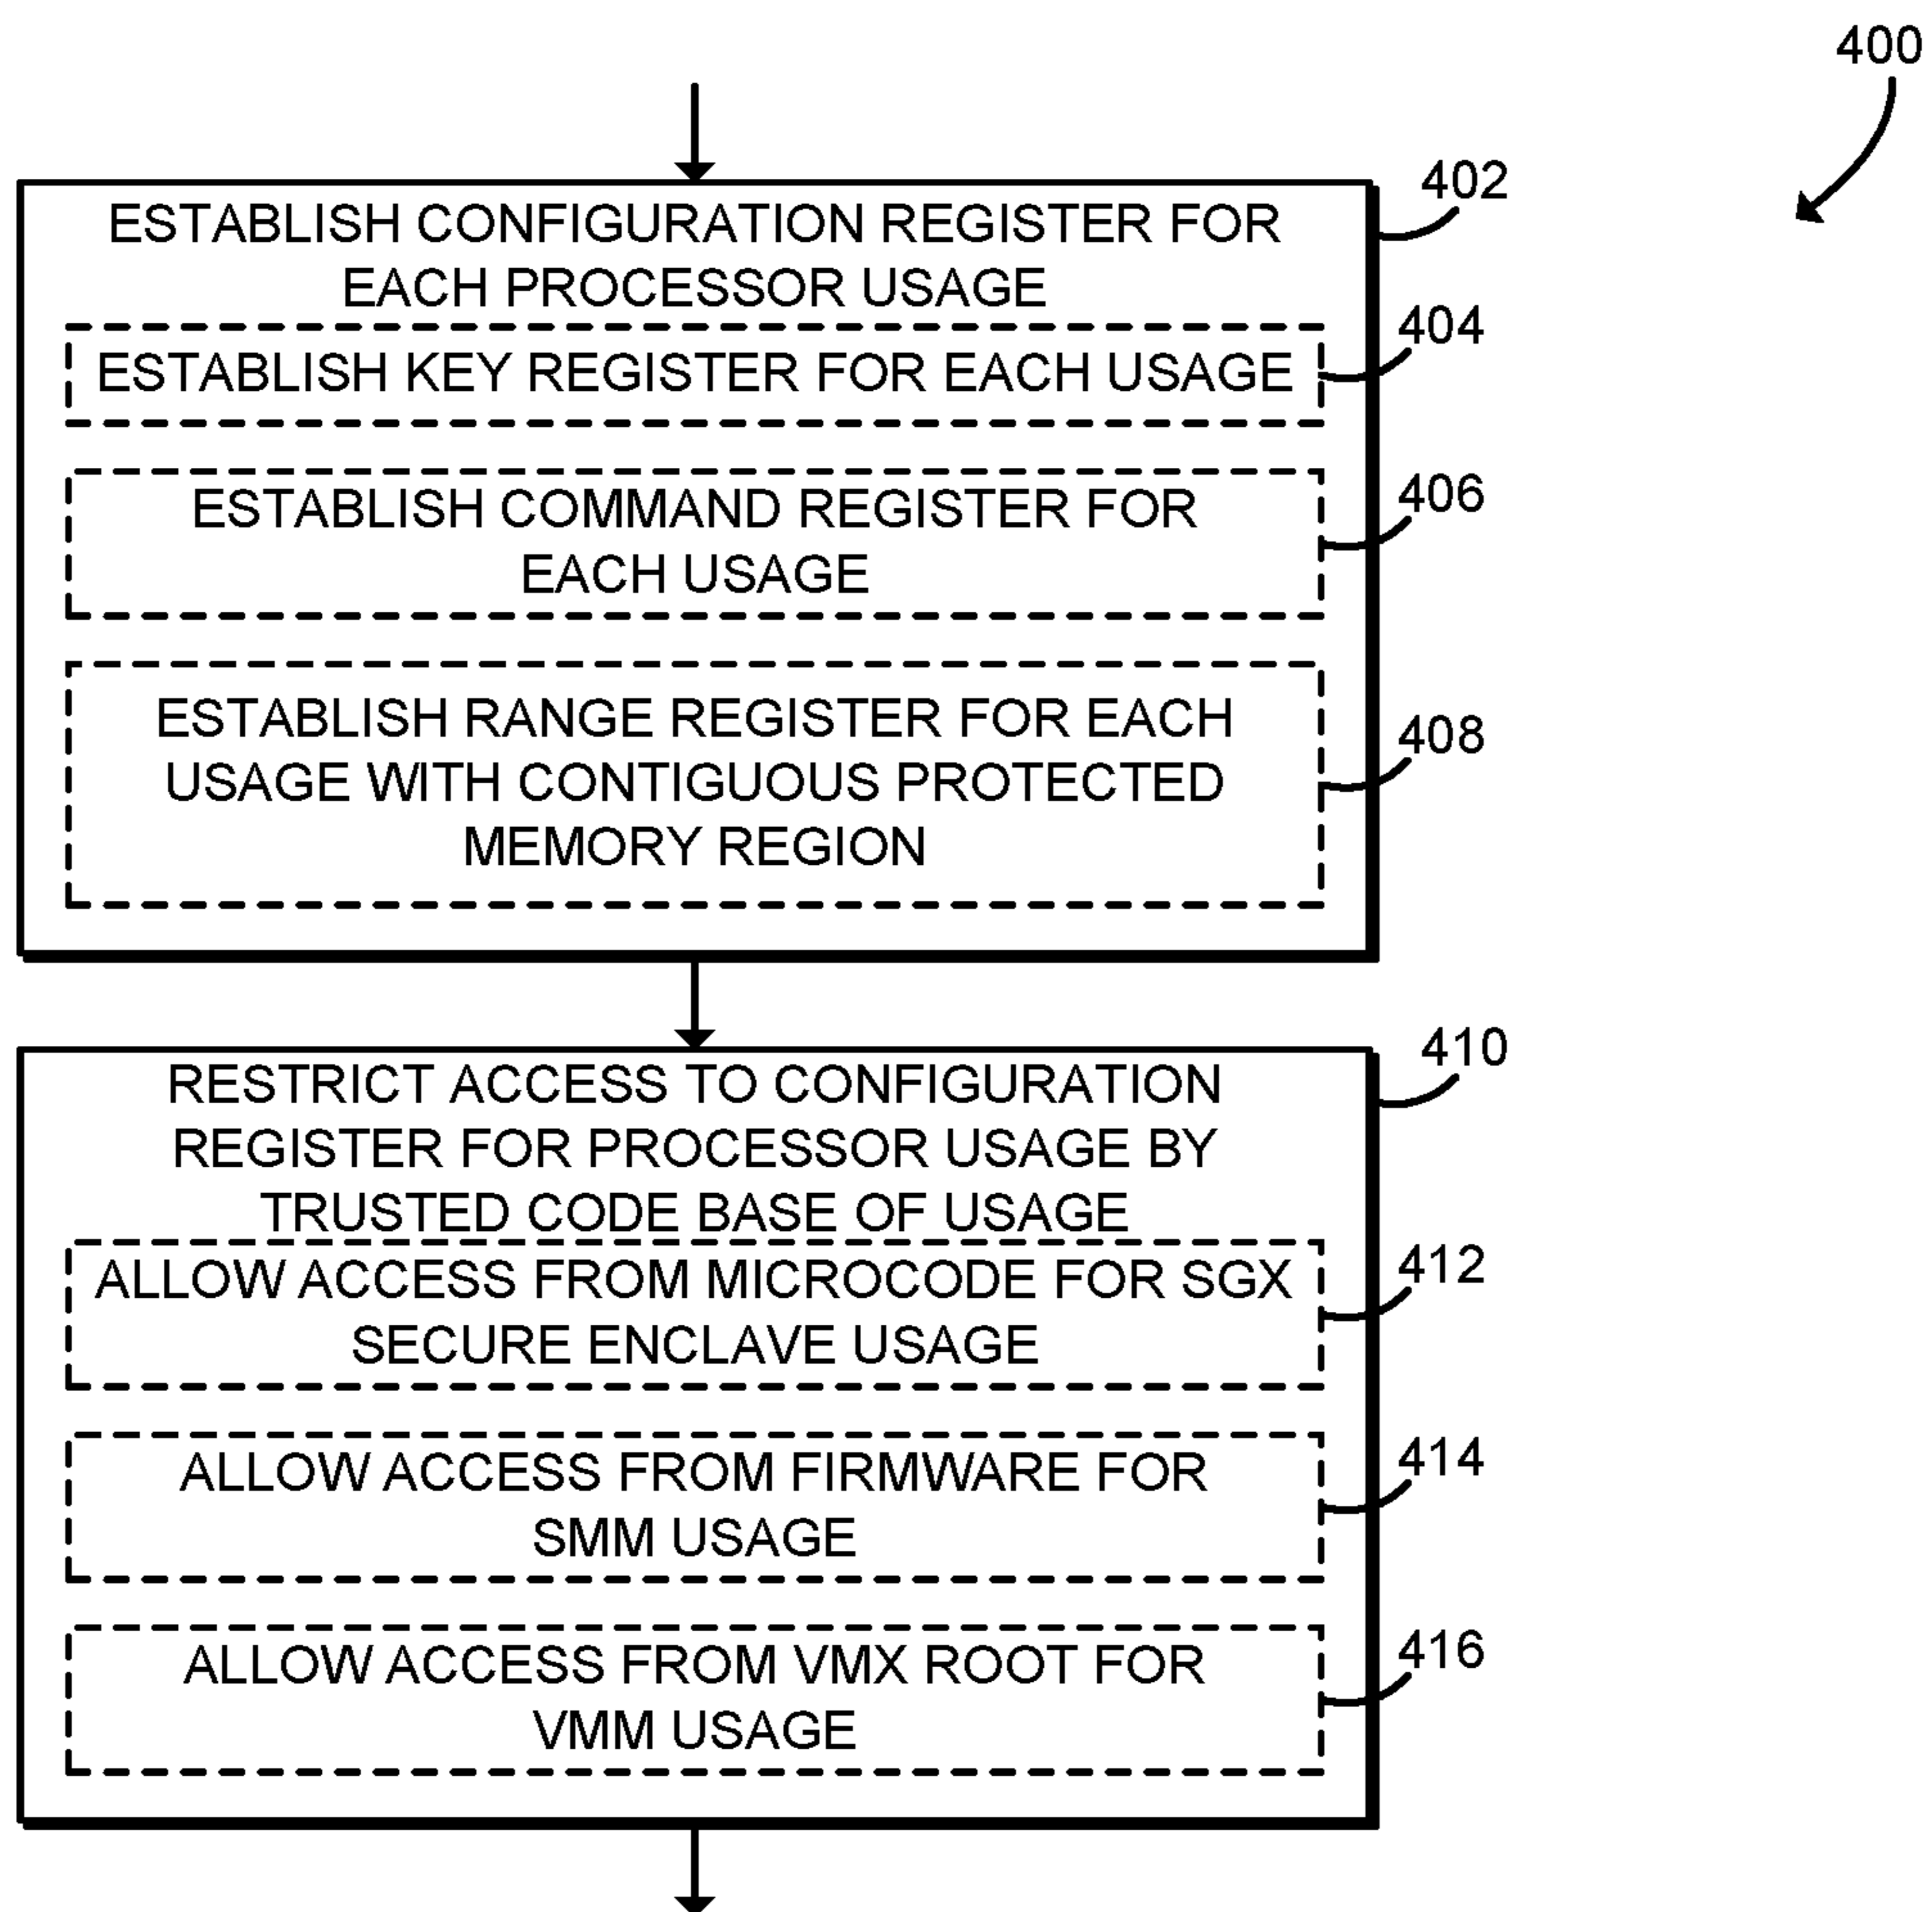 400
402
ESTABLISH CONFIGURATION REGISTER FOR
EACH PROCESSOR USAGE
404
ESTABLISH KEY REGISTER FOR EACH USAGE
406
ESTABLISH COMMAND REGISTER FOR
EACH USAGE
408
ESTABLISH RANGE REGISTER FOR EACH
USAGE WITH CONTIGUOUS PROTECTED
MEMORY REGION
410
RESTRICT ACCESS TO CONFIGURATION
REGISTER FOR PROCESSOR USAGE BY
TRUSTED CODE BASE OF USAGE
412
ALLOW ACCESS FROM MICROCODE FOR SGX
SECURE ENCLAVE USAGE
414
ALLOW ACCESS FROM FIRMWARE FOR
SMM USAGE
416
ALLOW ACCESS FROM VMX ROOT FOR
VMM USAGE